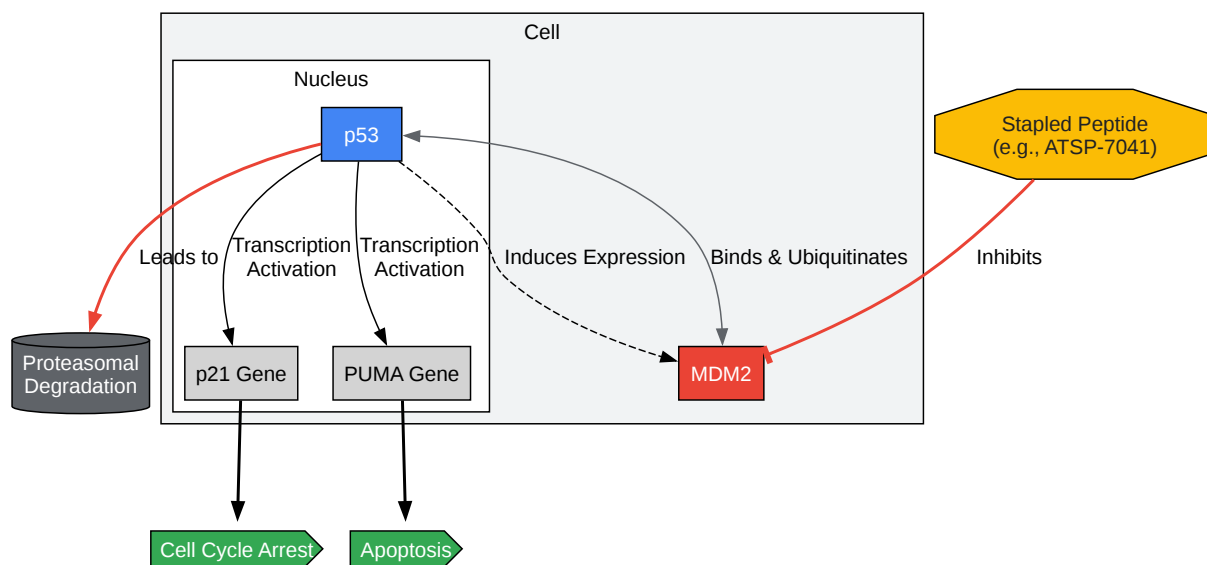 Cell
Nucleus
p53
Stapled Peptide
(e.g., ATSP-7041)
Leads to
Transcription
Activation
Transcription
Activation
Induces Expression
Binds & Ubiquitinates
Inhibits
Proteasomal
Degradation
p21 Gene
PUMA Gene
MDM2
Cell Cycle Arrest
Apoptosis